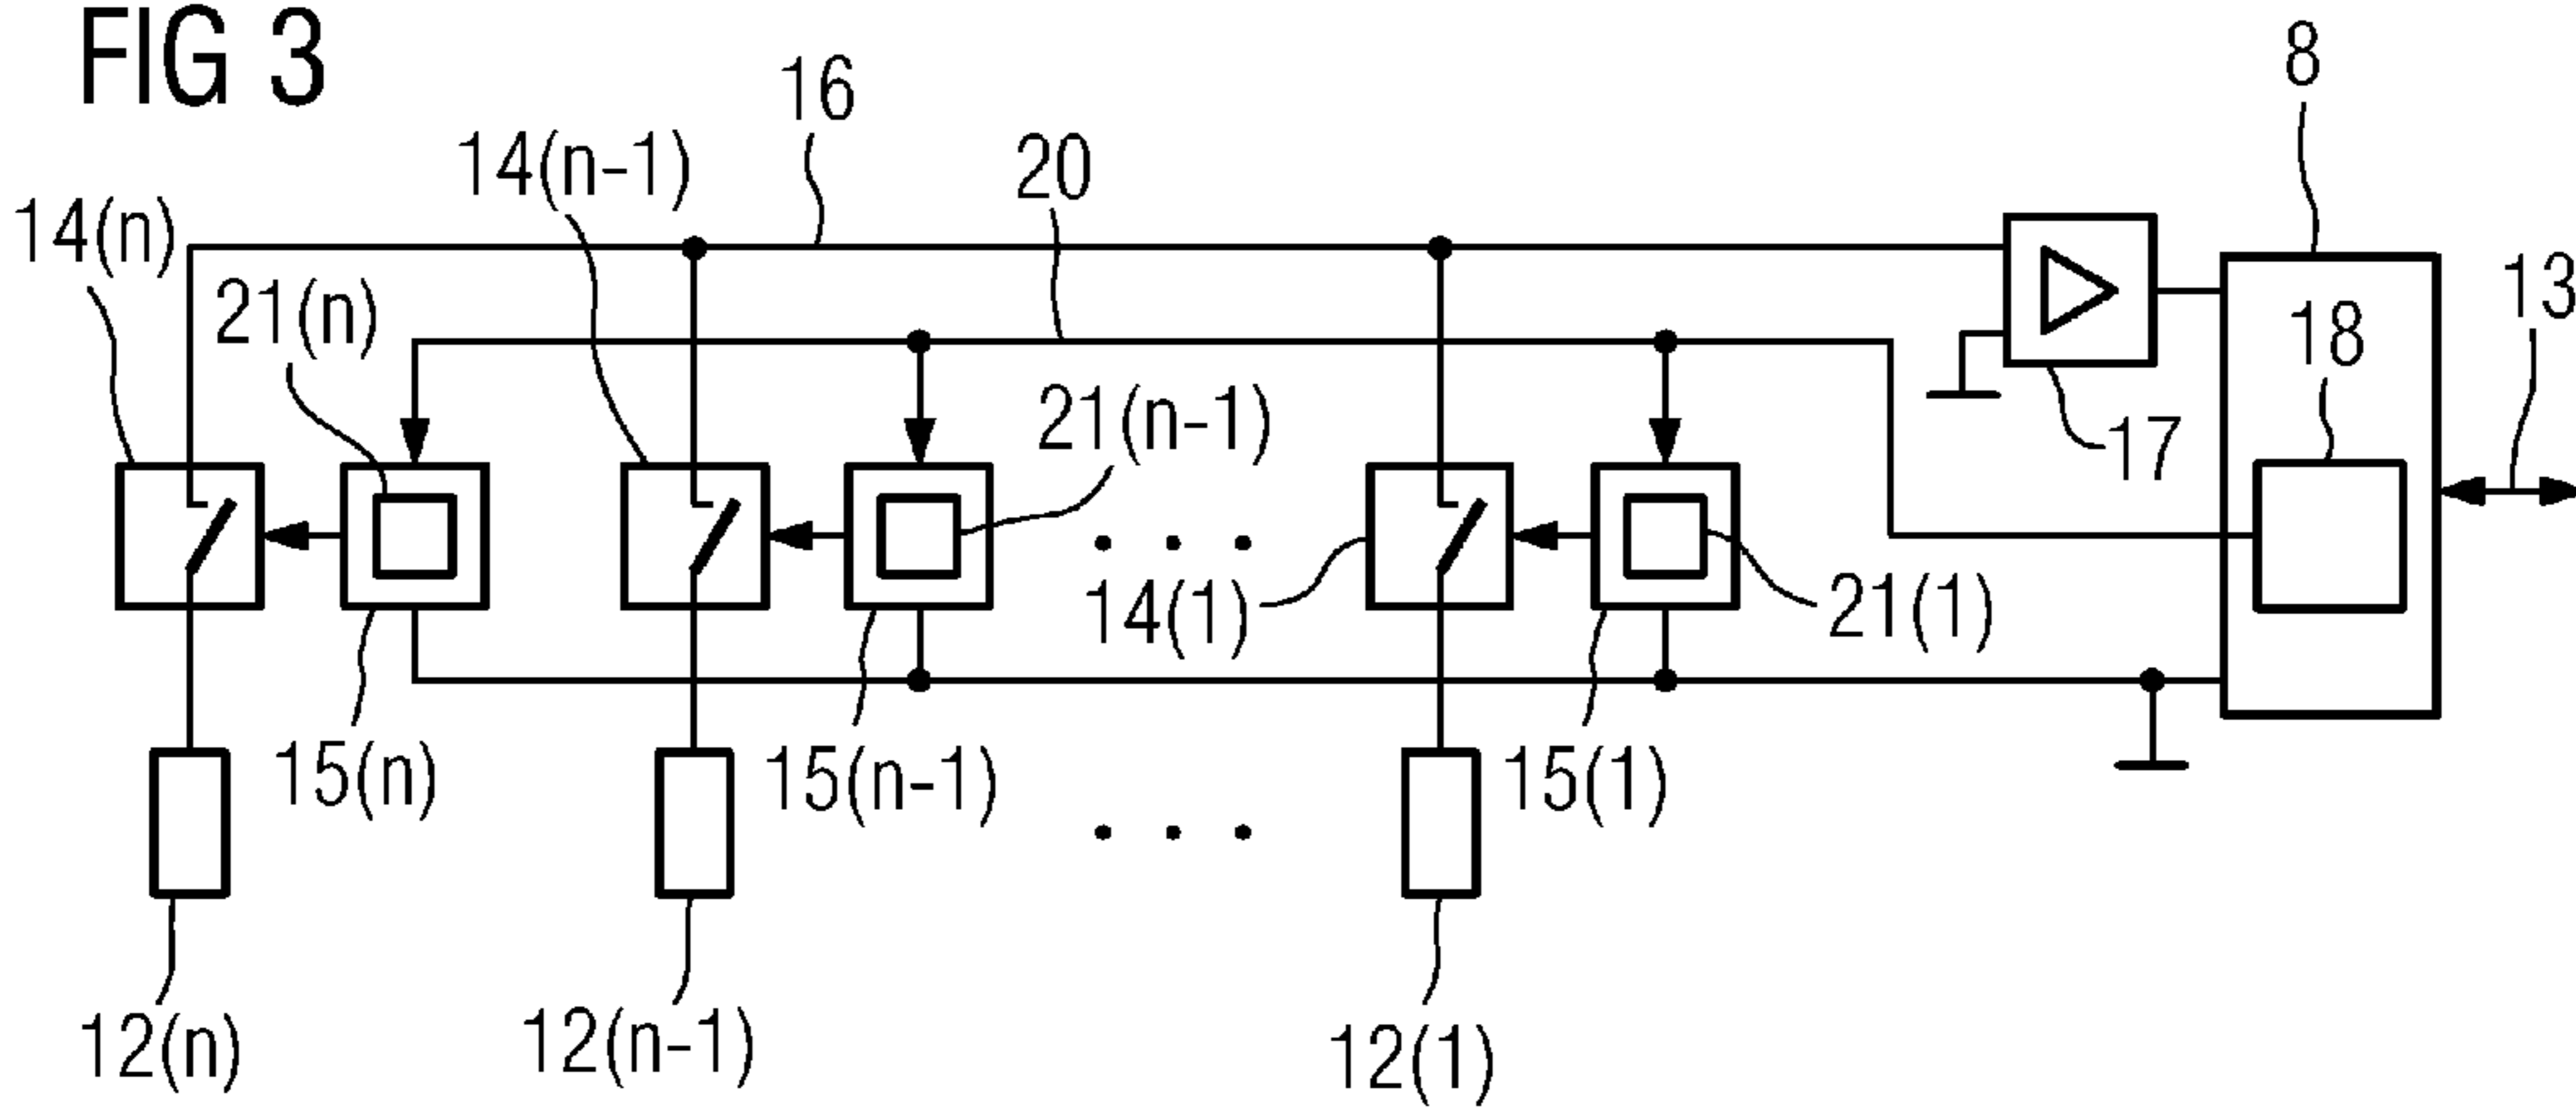 FIG 3
8
16
14(n-1)
20
14(n)
13
21(n)
18
21(n-1)
17
14(1)
21(1)
15(n)
15(n-1)
15(1)
12(n)
12(n-1)
12(1)